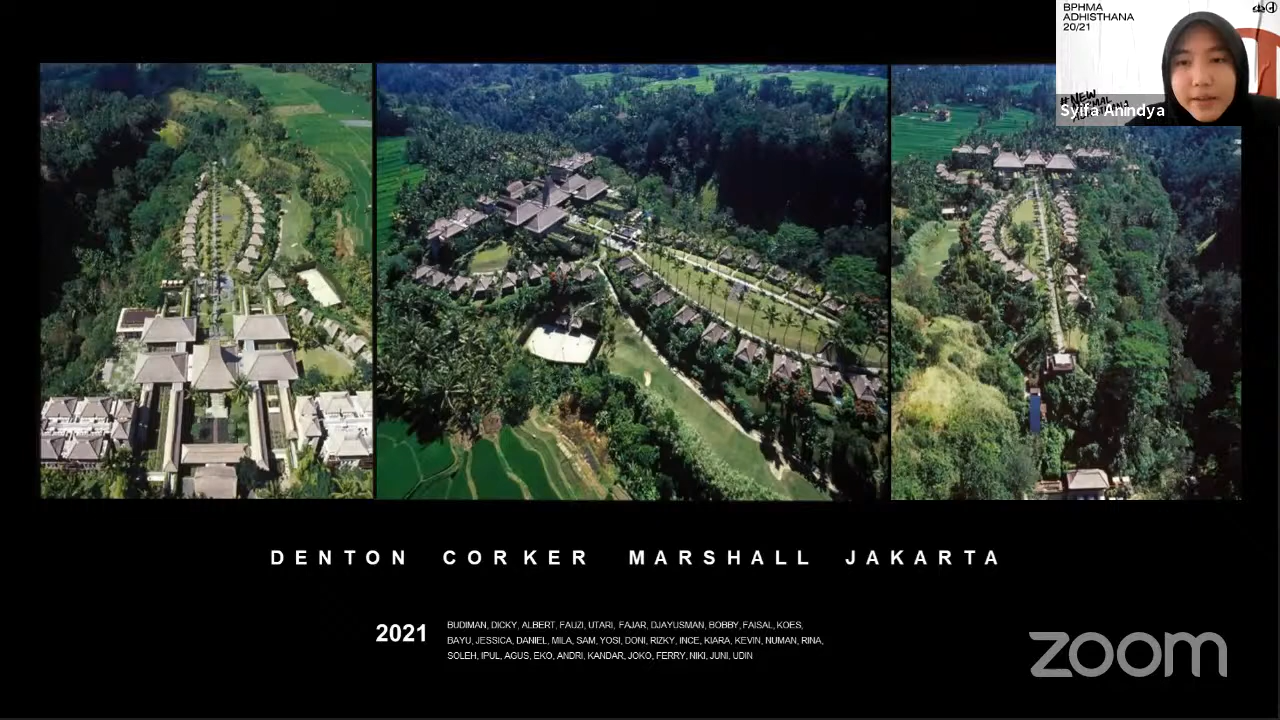 BPHMA
ADHISTHANA
20/21
#NEW
Syifa Anindya
DENTON CORKER MARSHALL JAKARTA
2021
BUDIMAN, DICKY, ALBERT, FAUZI, UTARI, FAJAR, DJAYUSMAN, BOBBY, FAISAL, KOES,
BAYU, JESSICA, DANIEL, MILA, SAM, YOSI, DONI, RIZKY, INCE, KIARA, KEVIN, NUMAN, RINA,
SOLEH, IPUL, AGUS, EKO, ANDRI, KANDAR, JOKO, FERRY, NIKI, JUNI, UDIN
zoom